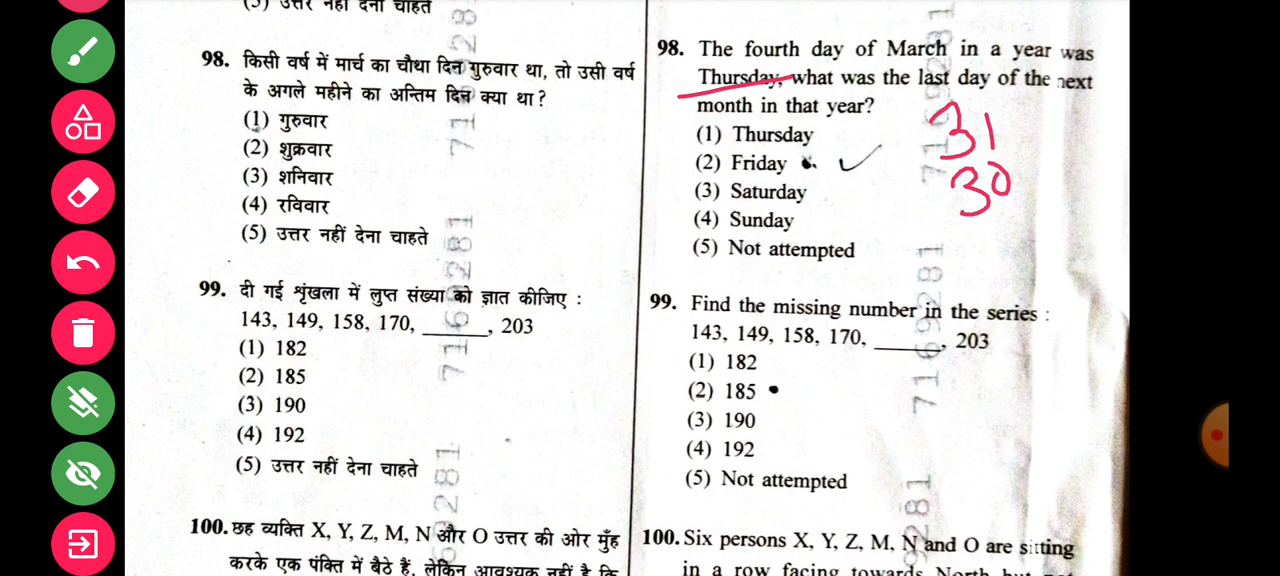 (5) उत्तर नहीं देना चाहते
98. किसी वर्ष में मार्च का चौथा दिन गुरुवार था, तो उसी वर्ष
के अगले महीने का अन्तिम दिन क्या था?
(1) गुरुवार
(2) शुक्रवार
(3) शनिवार
(4) रविवार
(5) उत्तर नहीं देना चाहते
99. दी गई शृंखला में लुप्त संख्या को ज्ञात कीजिए :
143, 149, 158, 170, ______, 203
(1) 182
(2) 185
(3) 190
(4) 192
(5) उत्तर नहीं देना चाहते
100. छह व्यक्ति X, Y, Z, M, N और O उत्तर की ओर मुँह
करके एक पंक्ति में बैठे हैं, लेकिन आवश्यक नहीं है कि
98. The fourth day of March in a year was
Thursday, what was the last day of the next
month in that year?
(1) Thursday
(2) Friday
(3) Saturday
(4) Sunday
(5) Not attempted
31
30
99. Find the missing number in the series :
143, 149, 158, 170, ______, 203
(1) 182
(2) 185
(3) 190
(4) 192
(5) Not attempted
100. Six persons X, Y, Z, M, N and O are sitting
in a row facing towards North but not
7169281
7169281